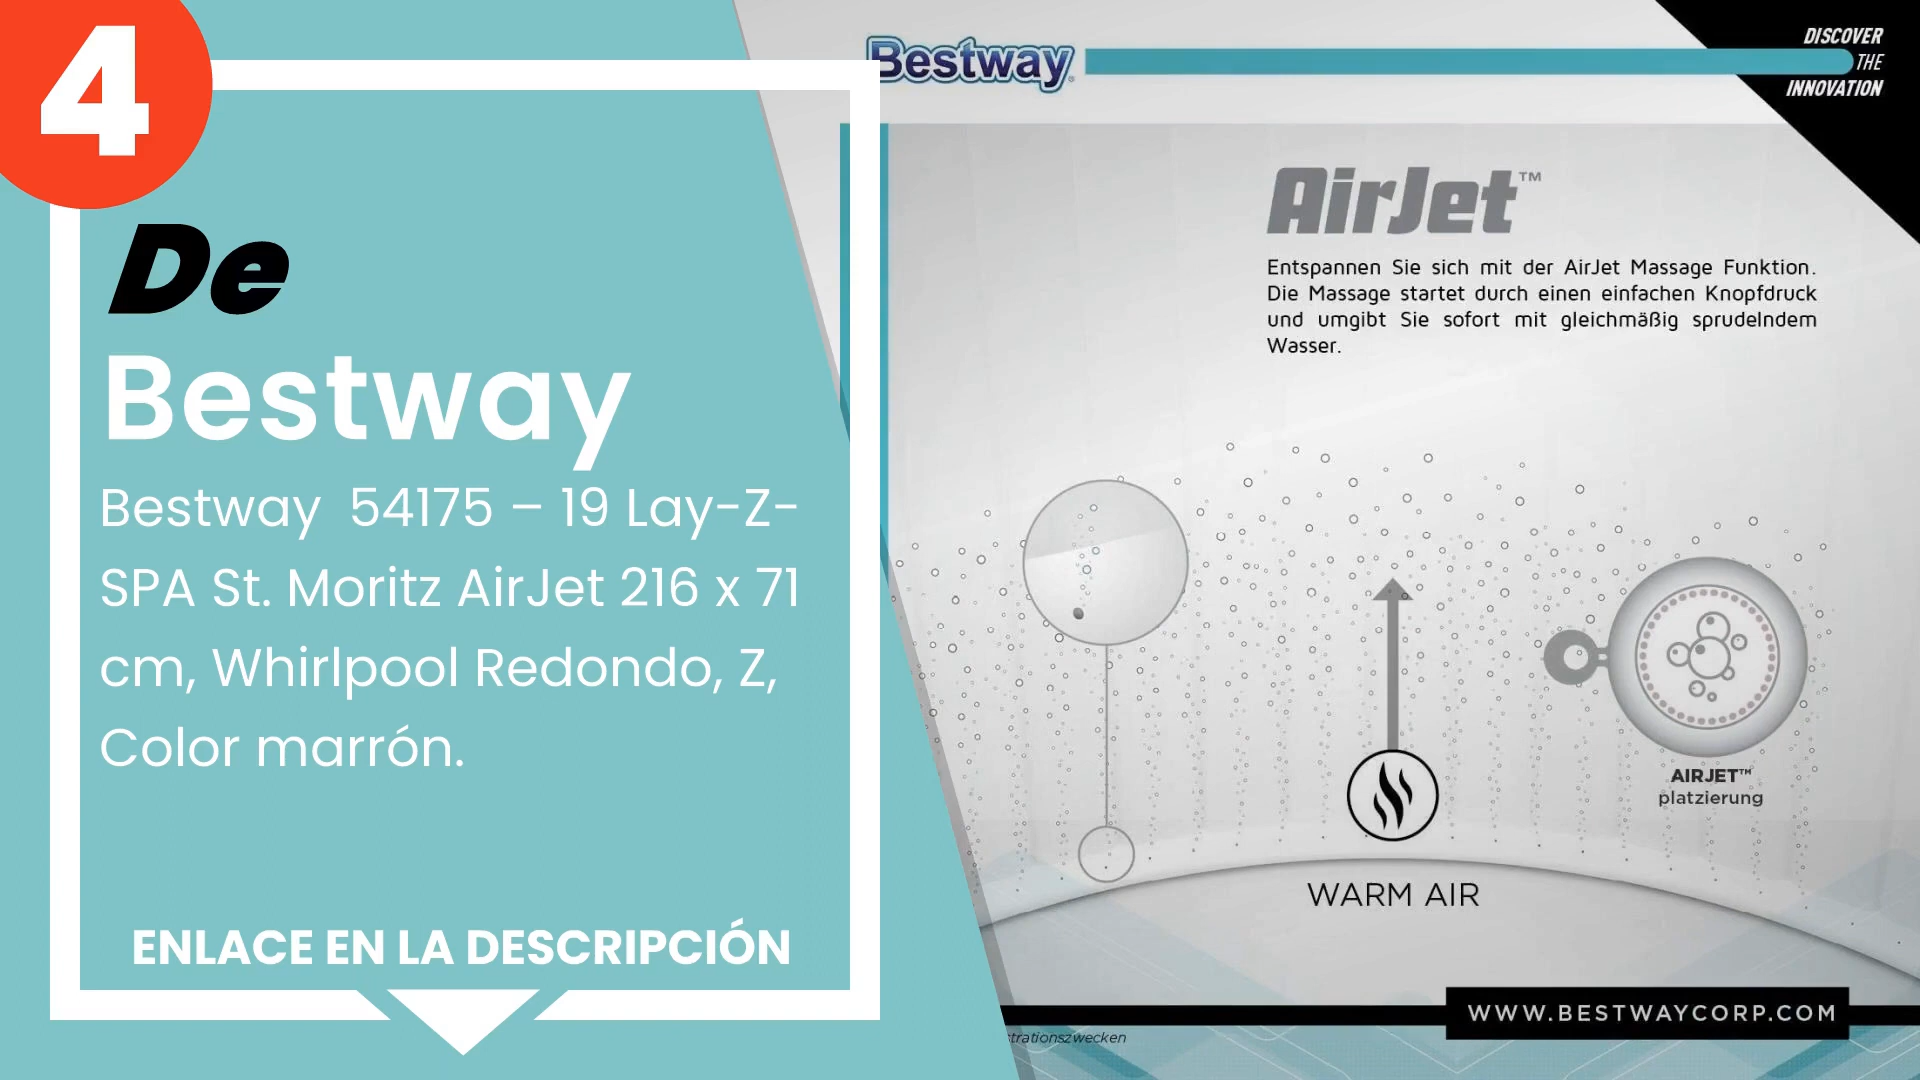 4
De
Bestway
Bestway 54175 – 19 Lay-Z-
SPA St. Moritz AirJet 216 x 71
cm, Whirlpool Redondo, Z,
Color marrón.
ENLACE EN LA DESCRIPCIÓN
Bestway
DISCOVER
THE
INNOVATION
AirJet™
Entspannen Sie sich mit der AirJet Massage Funktion.
Die Massage startet durch einen einfachen Knopfdruck
und umgibt Sie sofort mit gleichmäßig sprudelndem
Wasser.
AIRJET™
platzierung
WARM AIR
WWW.BESTWAYCORP.COM